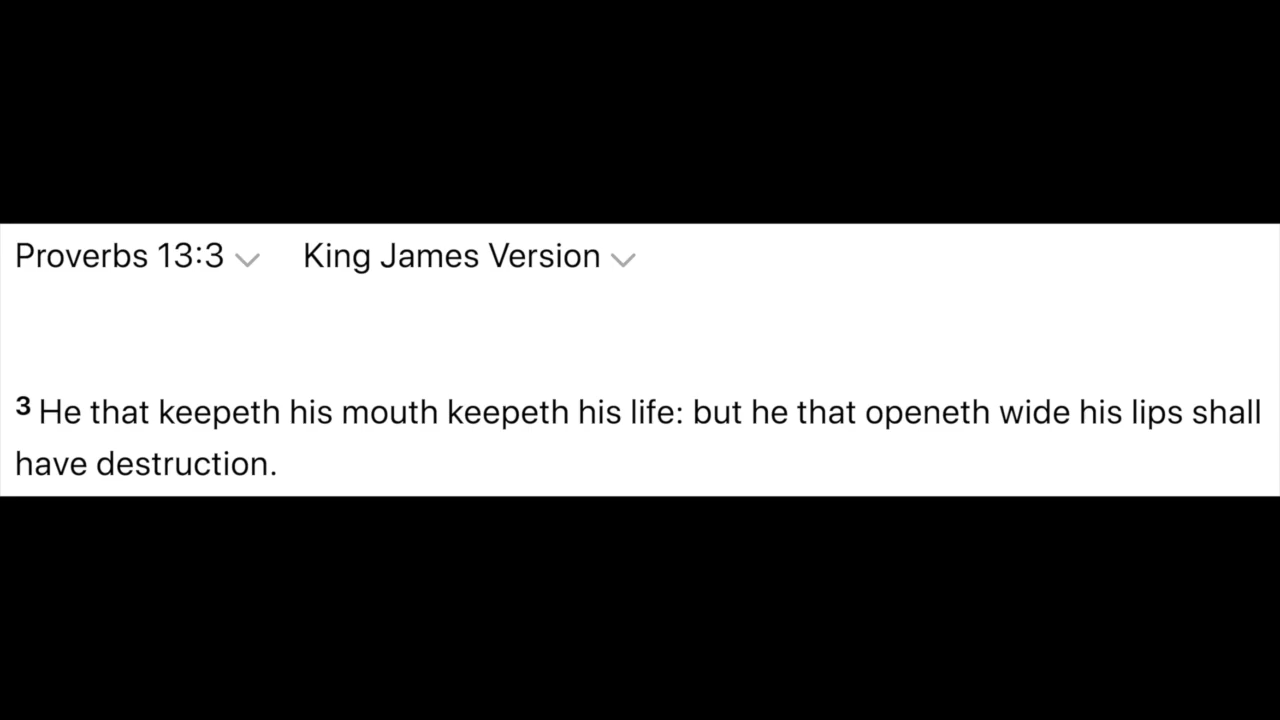 Proverbs 13:3 King James Version
3 He that keepeth his mouth keepeth his life: but he that openeth wide his lips shall
have destruction.